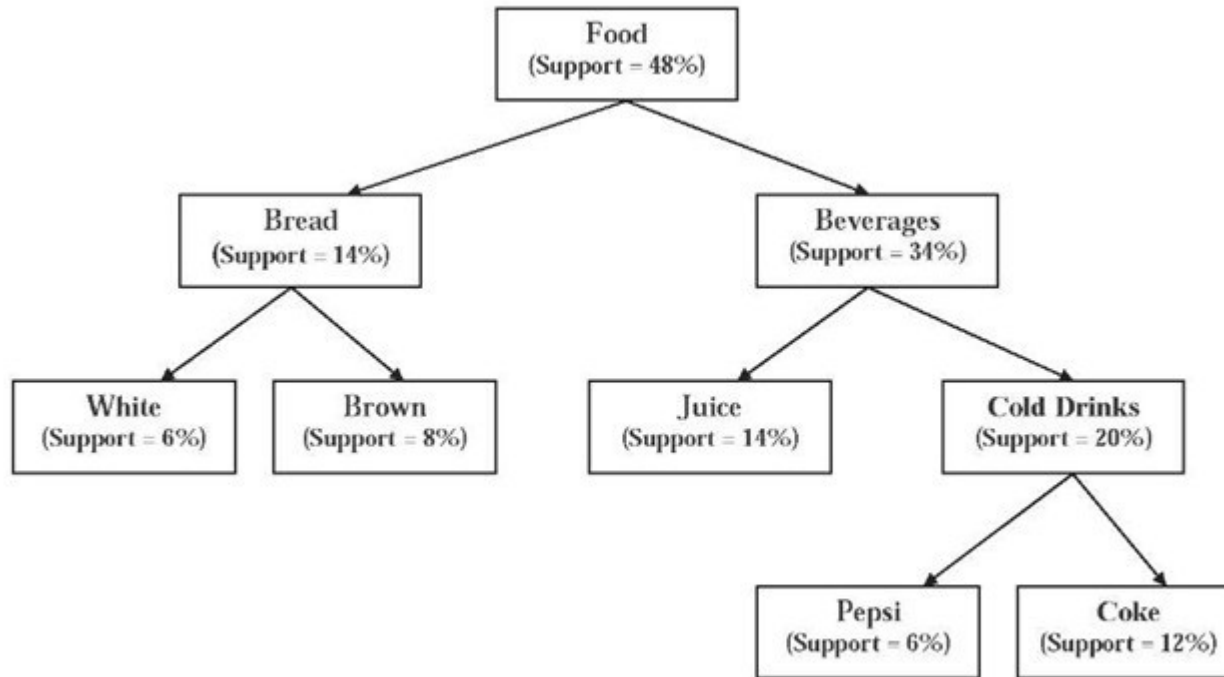 Food
(Support = 48%)
Bread
(Support = 14%)
Beverages
(Support = 34%)
White
(Support = 6%)
Brown
(Support = 8%)
Juice
(Support = 14%)
Cold Drinks
(Support = 20%)
Pepsi
(Support = 6%)
Coke
(Support = 12%)